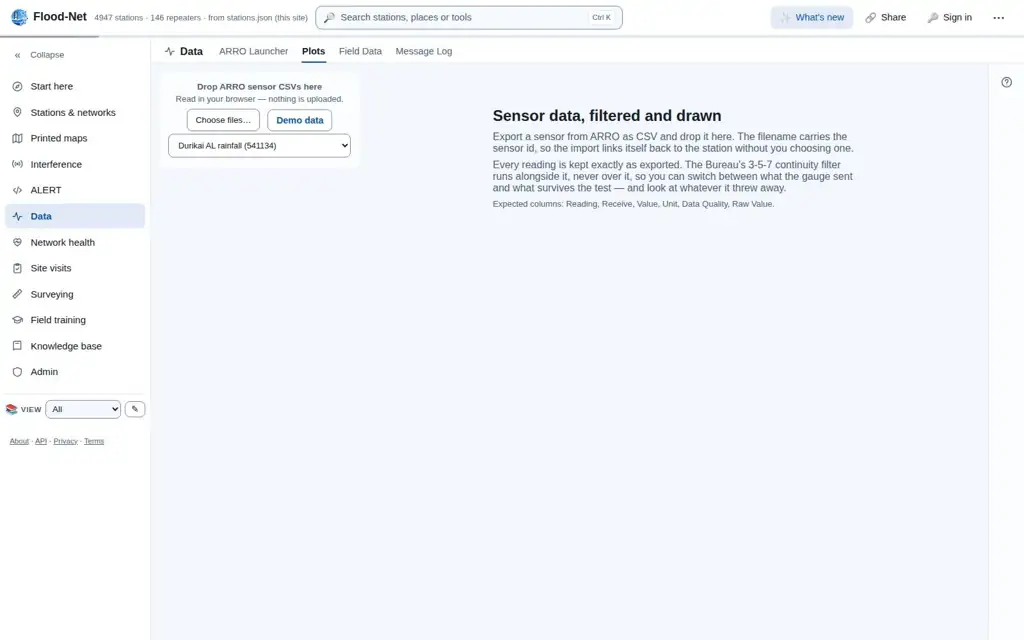 Flood-Net 4947 stations · 146 repeaters · from stations.json (this site)
Search stations, places or tools Ctrl K
What's new Share Sign in
Collapse
Data ARRO Launcher Plots Field Data Message Log
Start here
Stations & networks
Printed maps
Interference
ALERT
Data
Network health
Site visits
Surveying
Field training
Knowledge base
Admin
VIEW All
About · API · Privacy · Terms
Drop ARRO sensor CSVs here
Read in your browser — nothing is uploaded.
Choose files… Demo data
Durikai AL rainfall (541134)
Sensor data, filtered and drawn
Export a sensor from ARRO as CSV and drop it here. The filename carries the
sensor id, so the import links itself back to the station without you choosing one.
Every reading is kept exactly as exported. The Bureau's 3-5-7 continuity filter
runs alongside it, never over it, so you can switch between what the gauge sent
and what survives the test — and look at whatever it threw away.
Expected columns: Reading, Receive, Value, Unit, Data Quality, Raw Value.